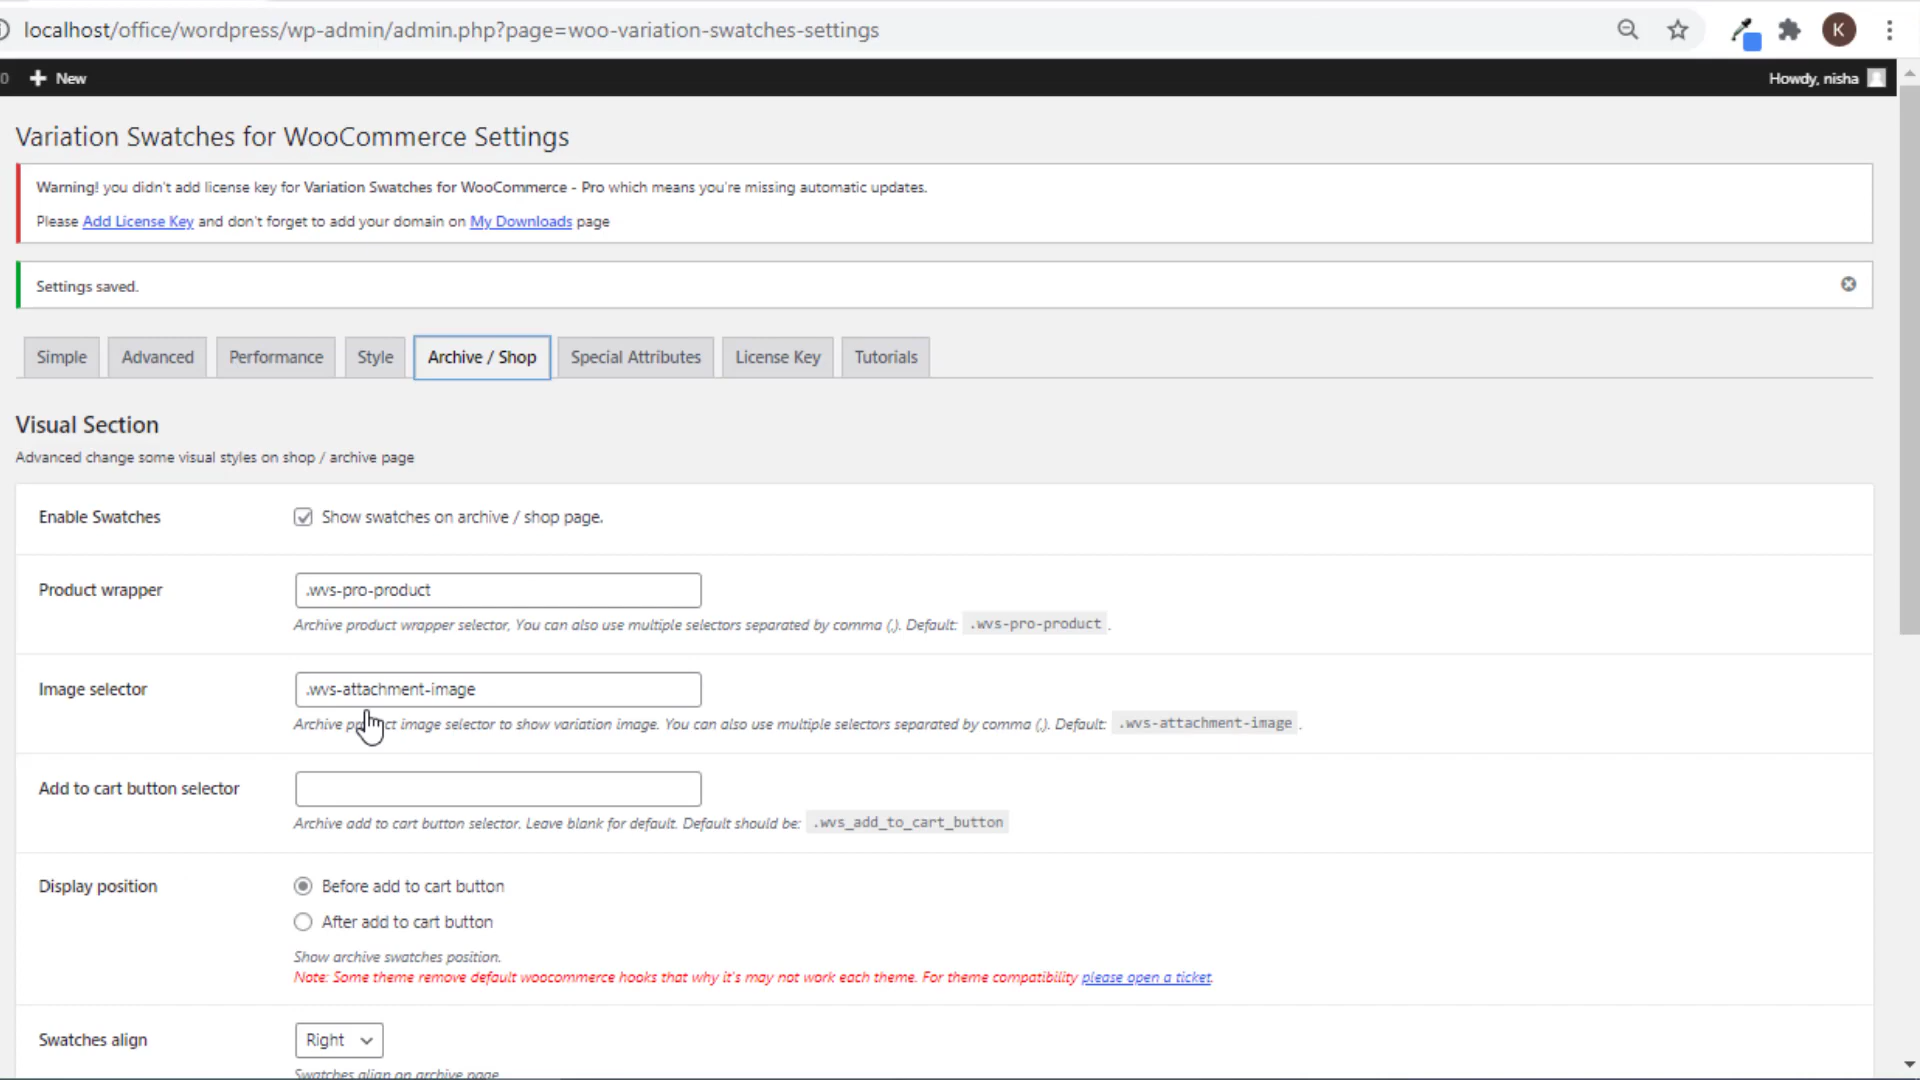 localhost/office/wordpress/wp-admin/admin.php?page=woo-variation-swatches-settings
K
0 + New
Howdy, nisha
Variation Swatches for WooCommerce Settings
Warning! you didn't add license key for Variation Swatches for WooCommerce - Pro which means you're missing automatic updates.
Please Add License Key and don't forget to add your domain on My Downloads page
Settings saved.
Simple Advanced Performance Style Archive / Shop Special Attributes License Key Tutorials
Visual Section
Advanced change some visual styles on shop / archive page
Enable Swatches
Show swatches on archive / shop page.
Product wrapper
.wvs-pro-product
Archive product wrapper selector, You can also use multiple selectors separated by comma (,). Default: .wvs-pro-product .
Image selector
.wvs-attachment-image
Archive product image selector to show variation image. You can also use multiple selectors separated by comma (,). Default: .wvs-attachment-image .
Add to cart button selector
Archive add to cart button selector. Leave blank for default. Default should be: .wvs_add_to_cart_button
Display position
Before add to cart button
After add to cart button
Show archive swatches position.
Note: Some theme remove default woocommerce hooks that why it's may not work each theme. For theme compatibility please open a ticket.
Swatches align
Right
Swatches align on archive page